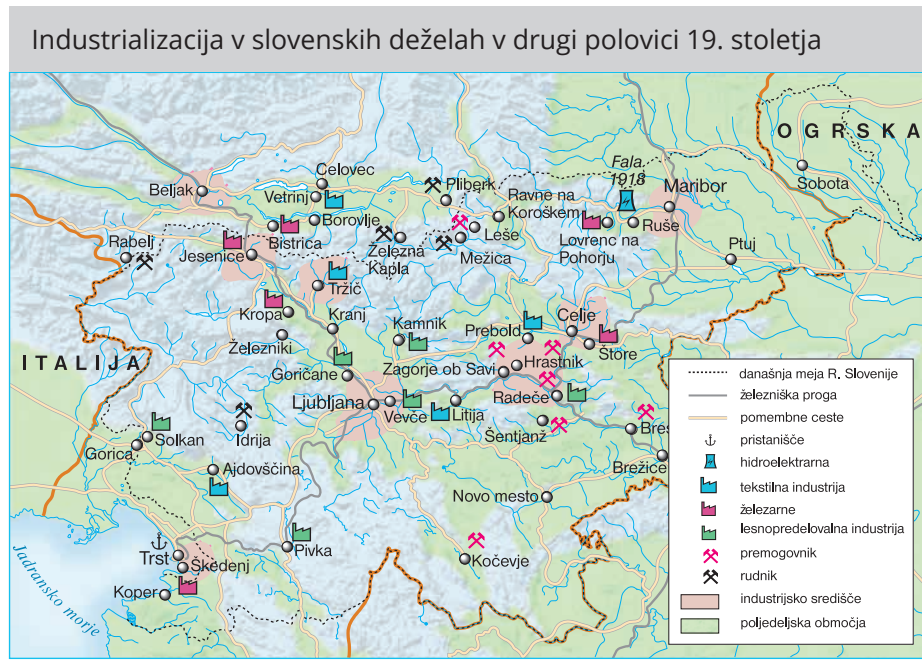 Industrializacija v slovenskih deželah v drugi polovici 19. stoletja
OGRSKA
Celovec
Beljak
Vetrinj
Pliberk
Ravne na
Koroškem
Fala
1918
Maribor
Sobota
Borovlje
Bistrica
Rabelj
Jesenice
Železna
Kapla
Leše
Mežica
Lovrenc na
Pohorju
Ruše
Ptuj
Tržič
Kropa
Kranj
Kamnik
Prebold
Celje
Štore
Železniki
ITALIJA
Goričane
Zagorje ob Savi
Hrastnik
Ljubljana
Vevče
Litija
Radeče
Solkan
Gorica
Idrija
Šentjanž
Bres
Brežice
Ajdovščina
Novo mesto
Pivka
Kočevje
Trst
Škedenj
Koper
Jadransko morje
današnja meja R. Slovenije
železniška proga
pomembne ceste
pristanišče
hidroelektrarna
tekstilna industrija
železarne
lesnopredelovalna industrija
premogovnik
rudnik
industrijsko središče
poljedeljska območja